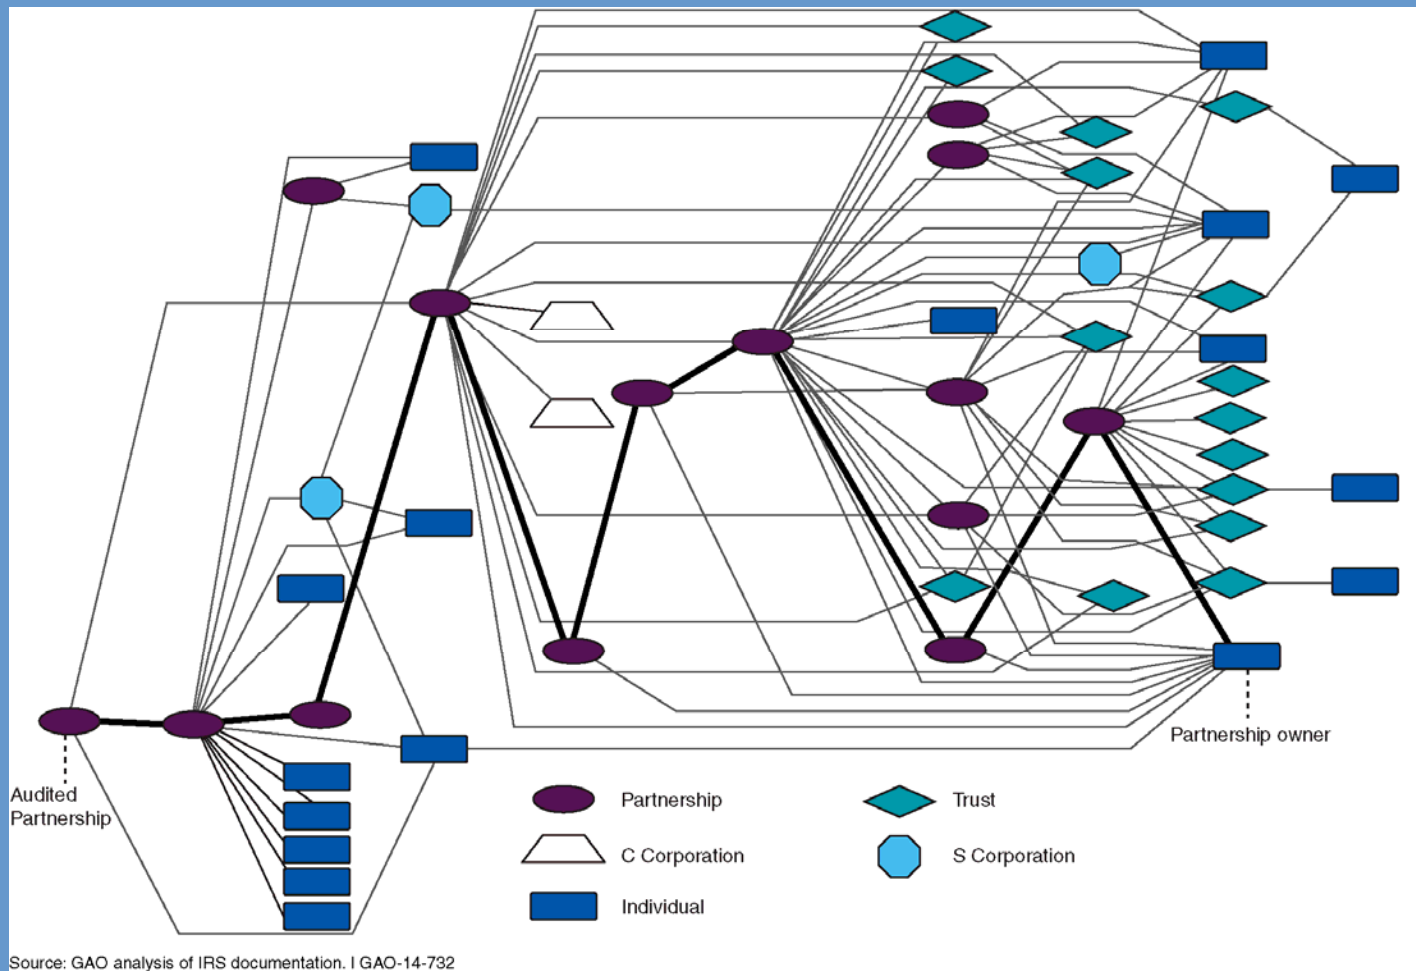 Partnership owner
Audited
Partnership
Partnership
Trust
C Corporation
S Corporation
Individual
Source: GAO analysis of IRS documentation. I GAO-14-732